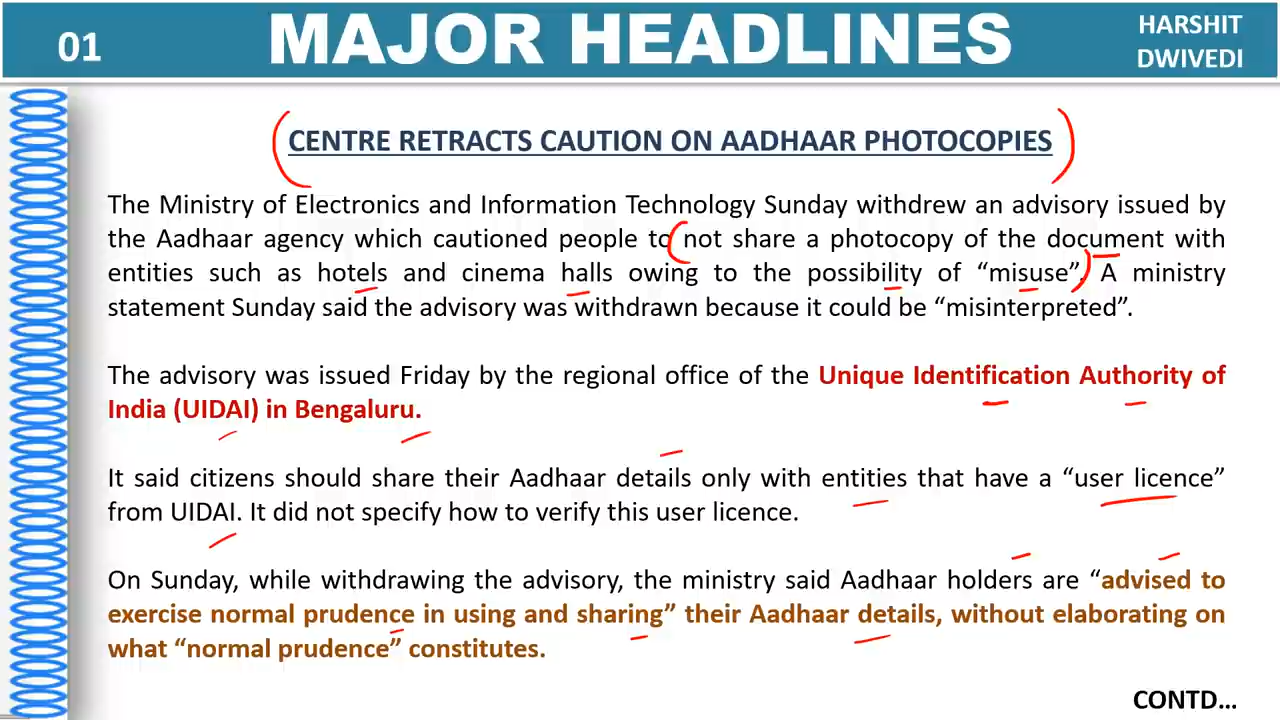 01
MAJOR HEADLINES
HARSHIT
DWIVEDI
CENTRE RETRACTS CAUTION ON AADHAAR PHOTOCOPIES
The Ministry of Electronics and Information Technology Sunday withdrew an advisory issued by
the Aadhaar agency which cautioned people to not share a photocopy of the document with
entities such as hotels and cinema halls owing to the possibility of “misuse”. A ministry
statement Sunday said the advisory was withdrawn because it could be “misinterpreted”.
The advisory was issued Friday by the regional office of the Unique Identification Authority of
India (UIDAI) in Bengaluru.
It said citizens should share their Aadhaar details only with entities that have a “user licence”
from UIDAI. It did not specify how to verify this user licence.
On Sunday, while withdrawing the advisory, the ministry said Aadhaar holders are “advised to
exercise normal prudence in using and sharing” their Aadhaar details, without elaborating on
what “normal prudence” constitutes.
CONTD...